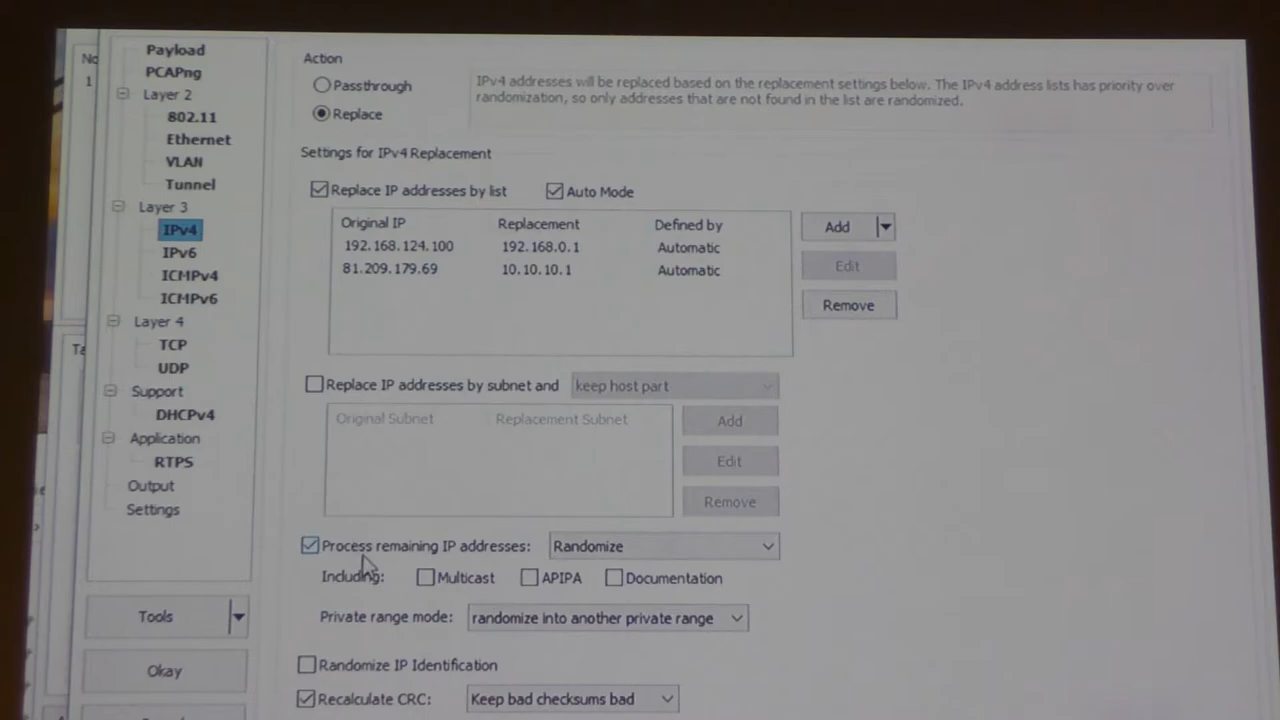 No
1
Ta
Payload
PCAPng
Layer 2
802.11
Ethernet
VLAN
Tunnel
Layer 3
IPv4
IPv6
ICMPv4
ICMPv6
Layer 4
TCP
UDP
Support
DHCPv4
Application
RTPS
Output
Settings
Tools
Okay
Action
Passthrough
Replace
IPv4 addresses will be replaced based on the replacement settings below. The IPv4 address lists has priority over
randomization, so only addresses that are not found in the list are randomized.
Settings for IPv4 Replacement
Replace IP addresses by list Auto Mode
Original IP Replacement Defined by
192.168.124.100 192.168.0.1 Automatic
81.209.179.69 10.10.10.1 Automatic
Add
Edit
Remove
Replace IP addresses by subnet and keep host part
Original Subnet Replacement Subnet
Add
Edit
Remove
Process remaining IP addresses: Randomize
Including: Multicast APIPA Documentation
Private range mode: randomize into another private range
Randomize IP Identification
Recalculate CRC: Keep bad checksums bad